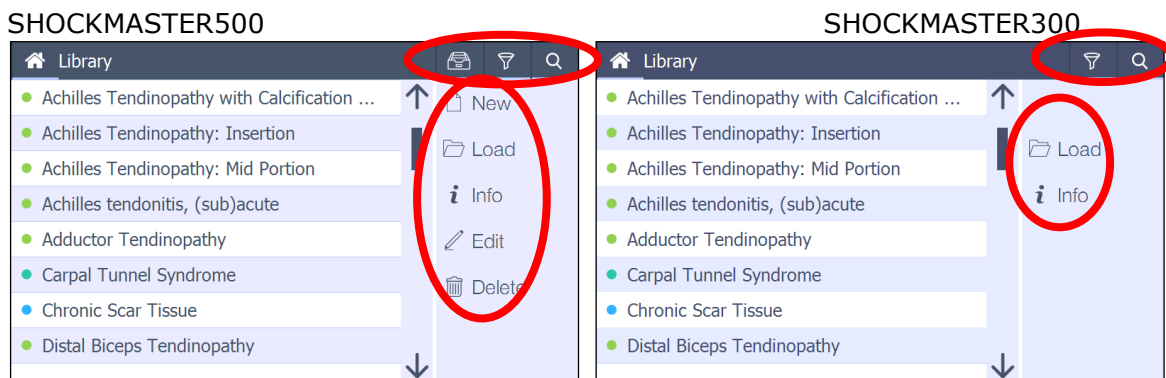 SHOCKMASTER500
Library
Achilles Tendinopathy with Calcification ...
Achilles Tendinopathy: Insertion
Achilles Tendinopathy: Mid Portion
Achilles tendonitis, (sub)acute
Adductor Tendinopathy
Carpal Tunnel Syndrome
Chronic Scar Tissue
Distal Biceps Tendinopathy
New
Load
Info
Edit
Delete
SHOCKMASTER300
Library
Achilles Tendinopathy with Calcification ...
Achilles Tendinopathy: Insertion
Achilles Tendinopathy: Mid Portion
Achilles tendonitis, (sub)acute
Adductor Tendinopathy
Carpal Tunnel Syndrome
Chronic Scar Tissue
Distal Biceps Tendinopathy
Load
Info